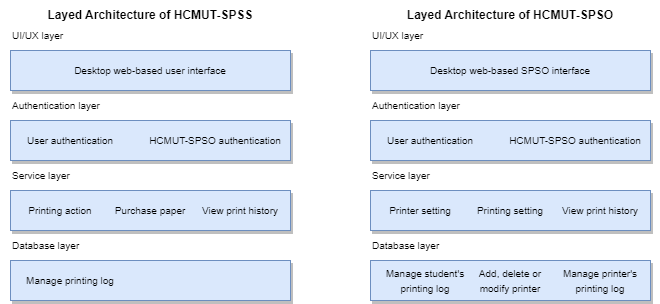 Layed Architecture of HCMUT-SPSS
UI/UX layer
Desktop web-based user interface
Authentication layer
User authentication HCMUT-SPSO authentication
Service layer
Printing action Purchase paper View print history
Database layer
Manage printing log
Layed Architecture of HCMUT-SPSO
UI/UX layer
Desktop web-based SPSO interface
Authentication layer
User authentication HCMUT-SPSO authentication
Service layer
Printer setting Printing setting View print history
Database layer
Manage student's
printing log
Add, delete or
modify printer
Manage printer's
printing log